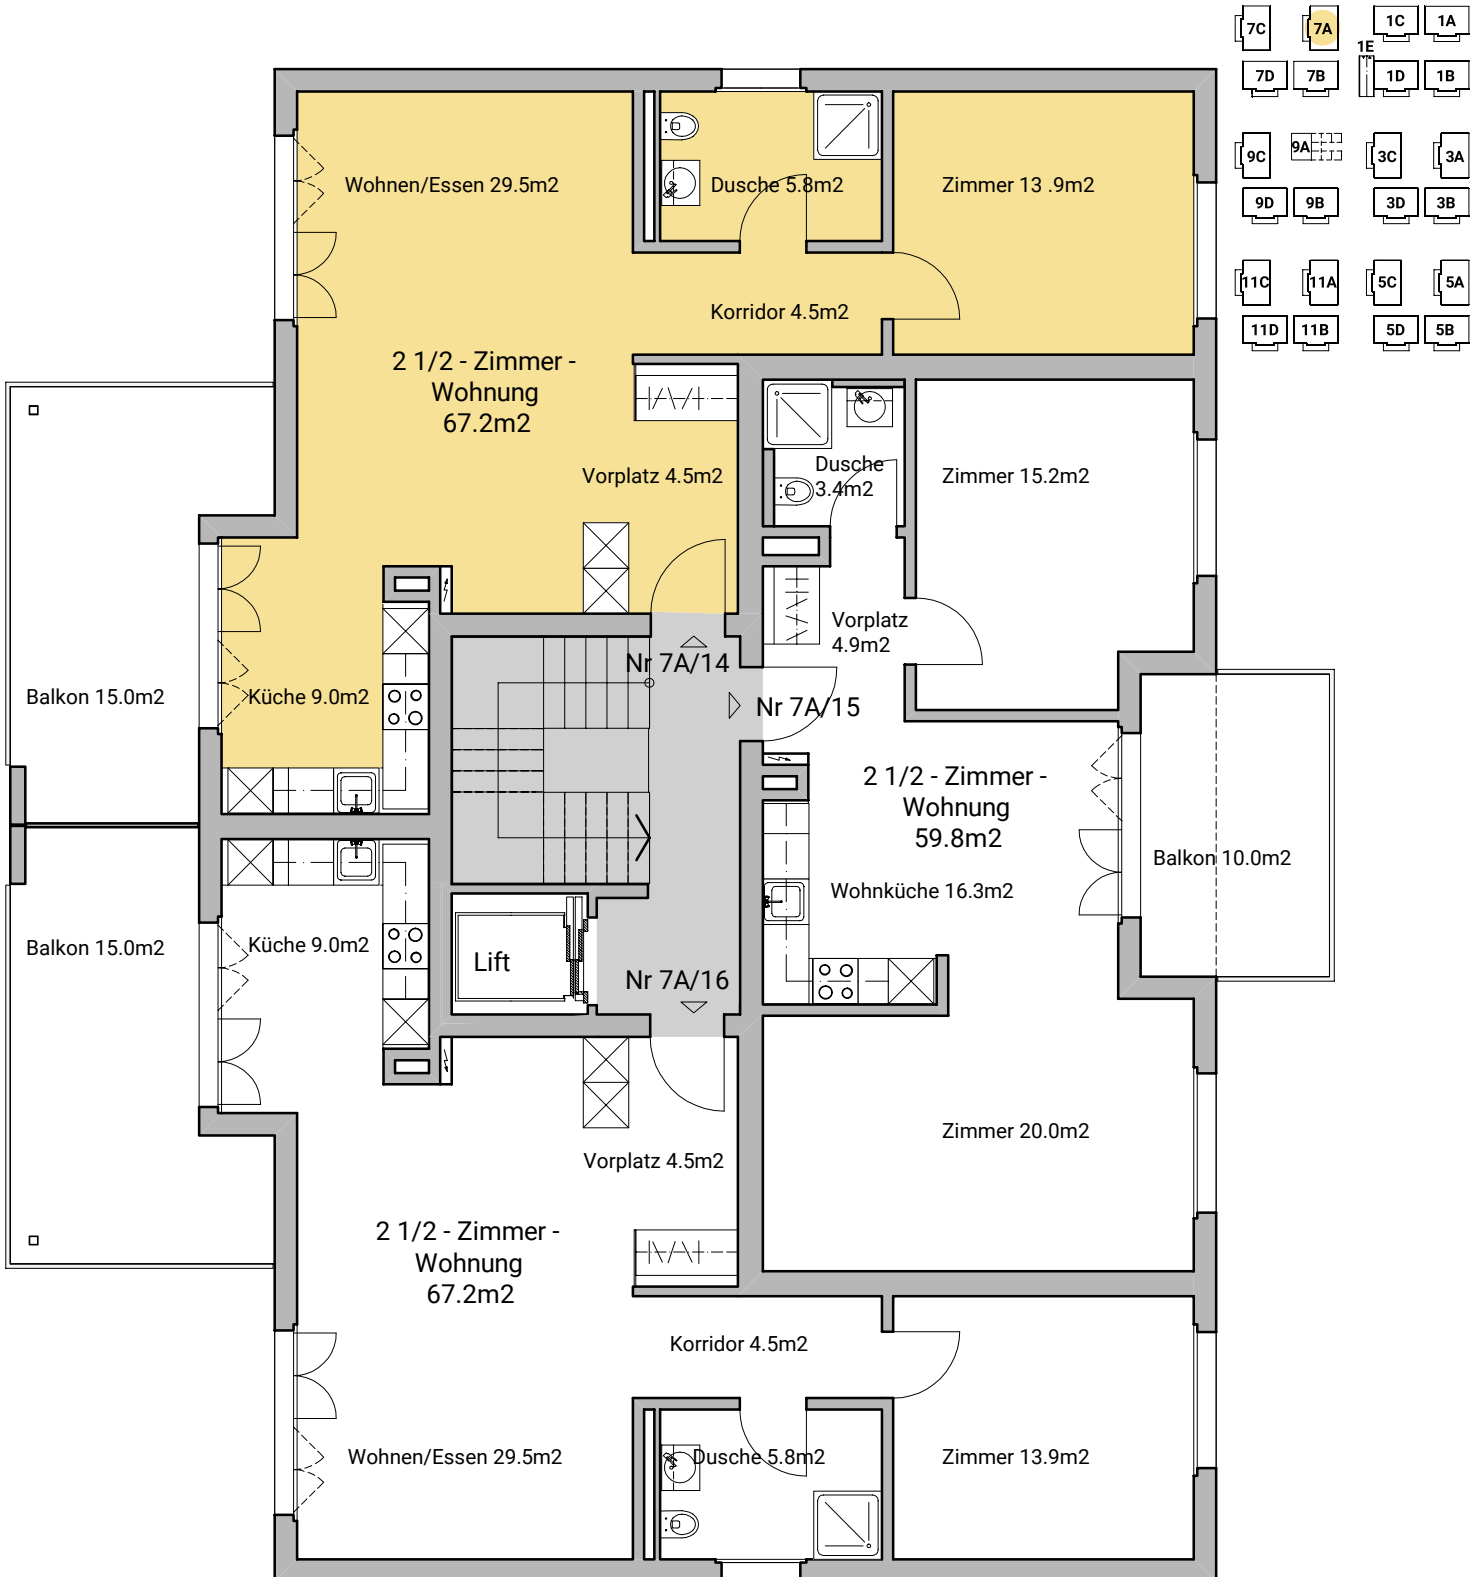 7C
7A
1C
1A
1E
7D
7B
1D
1B
9C
9A
3C
3A
9D
9B
3D
3B
11C
11A
5C
5A
11D
11B
5D
5B
Wohnen/Essen 29.5m2
Dusche 5.8m2
Zimmer 13 .9m2
Korridor 4.5m2
2 1/2 - Zimmer -
Wohnung
67.2m2
Vorplatz 4.5m2
Dusche
3.4m2
Zimmer 15.2m2
Vorplatz
4.9m2
Nr 7A/14
Balkon 15.0m2
Küche 9.0m2
Nr 7A/15
2 1/2 - Zimmer -
Wohnung
59.8m2
Balkon 10.0m2
Wohnküche 16.3m2
Balkon 15.0m2
Küche 9.0m2
Lift
Nr 7A/16
Zimmer 20.0m2
Vorplatz 4.5m2
2 1/2 - Zimmer -
Wohnung
67.2m2
Korridor 4.5m2
Wohnen/Essen 29.5m2
Dusche 5.8m2
Zimmer 13.9m2